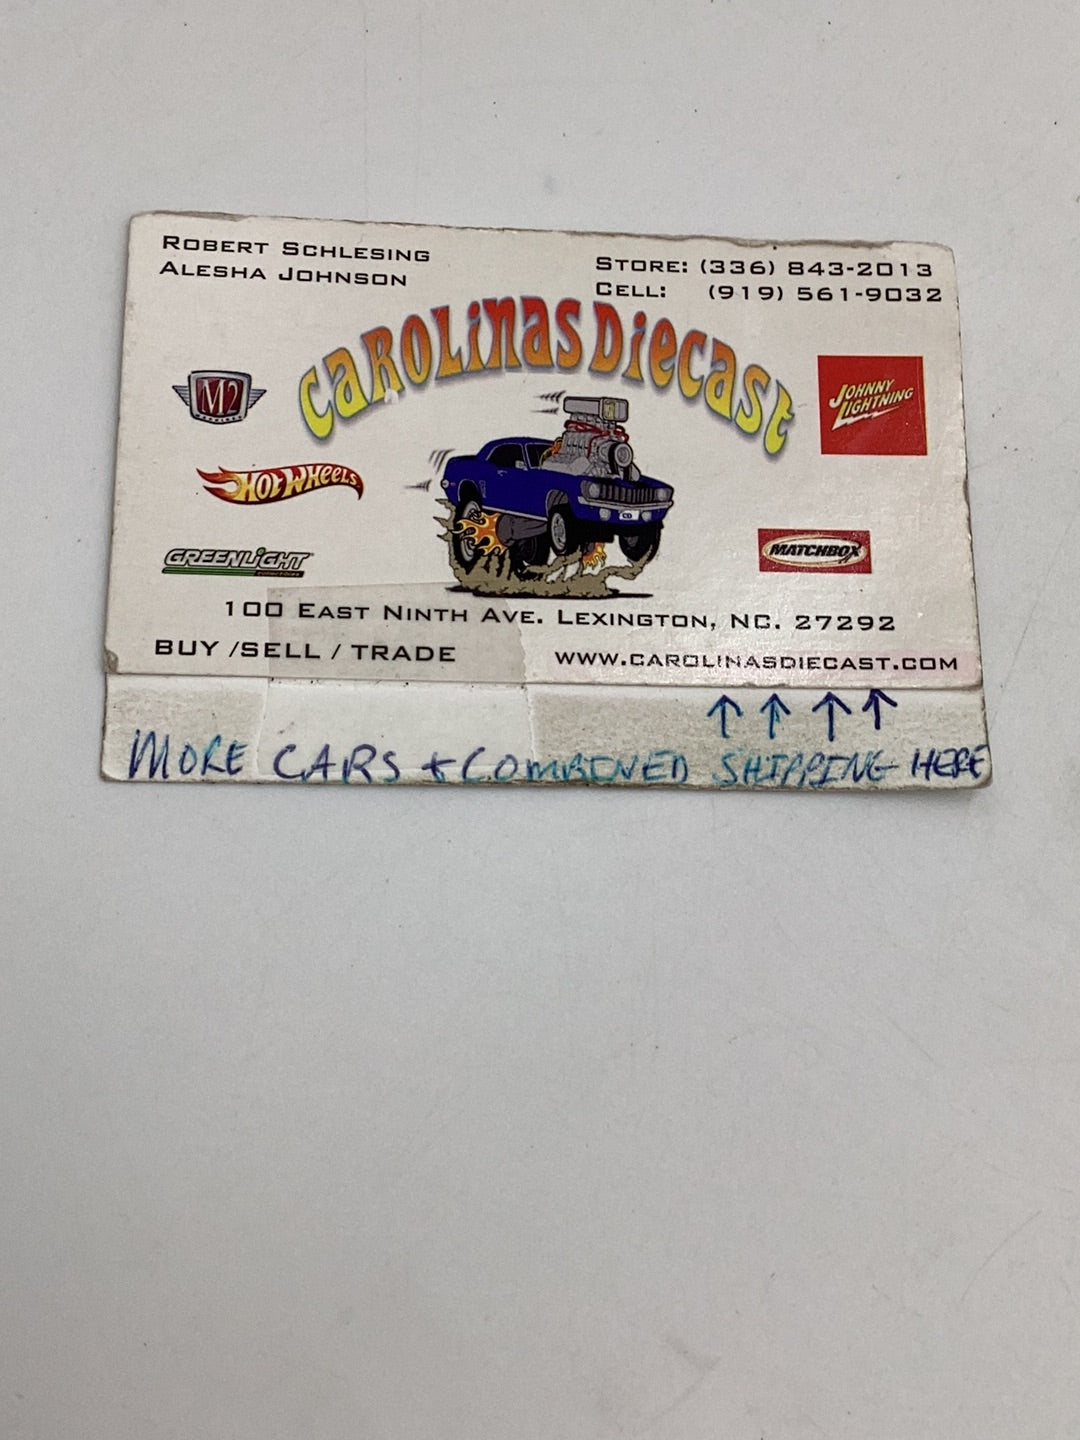 ROBERT SCHLESING
ALESHA JOHNSON
STORE: (336) 843-2013
CELL: (919) 561-9032
CAROLINAS DIECAST
M2
JOHNNY LIGHTNING
HOT WHEELS
GREENLIGHT
MATCHBOX
100 EAST NINTH AVE. LEXINGTON, NC. 27292
BUY /SELL / TRADE
WWW.CAROLINASDIECAST.COM
↑ ↑ ↑ ↑
MORE CARS + COMBINED SHIPPING HERE